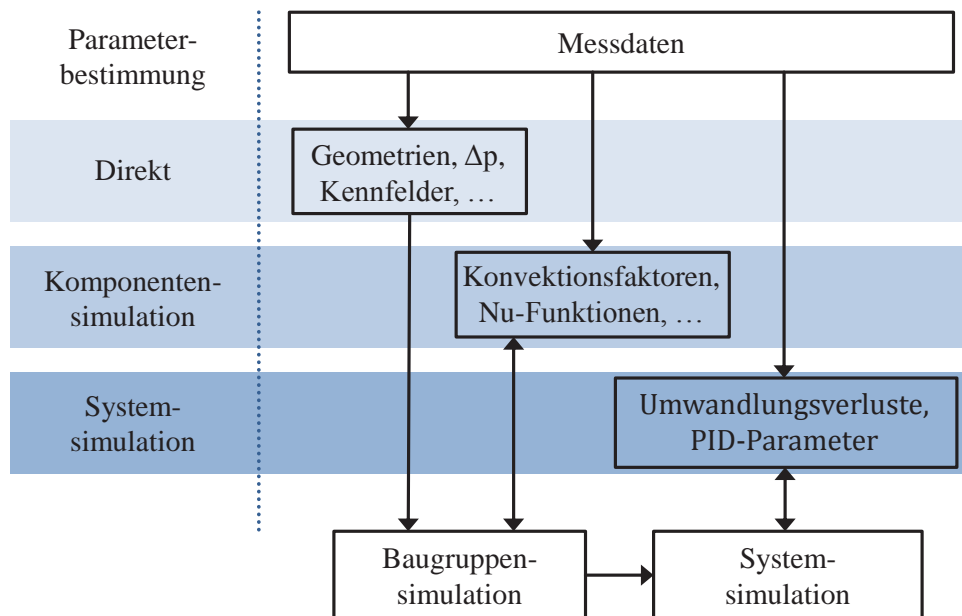 Parameter-
bestimmung
Messdaten
Direkt
Geometrien, Δp,
Kennfelder, …
Komponenten-
simulation
Konvektionsfaktoren,
Nu-Funktionen, …
System-
simulation
Umwandlungsverluste,
PID-Parameter
Baugruppen-
simulation
System-
simulation